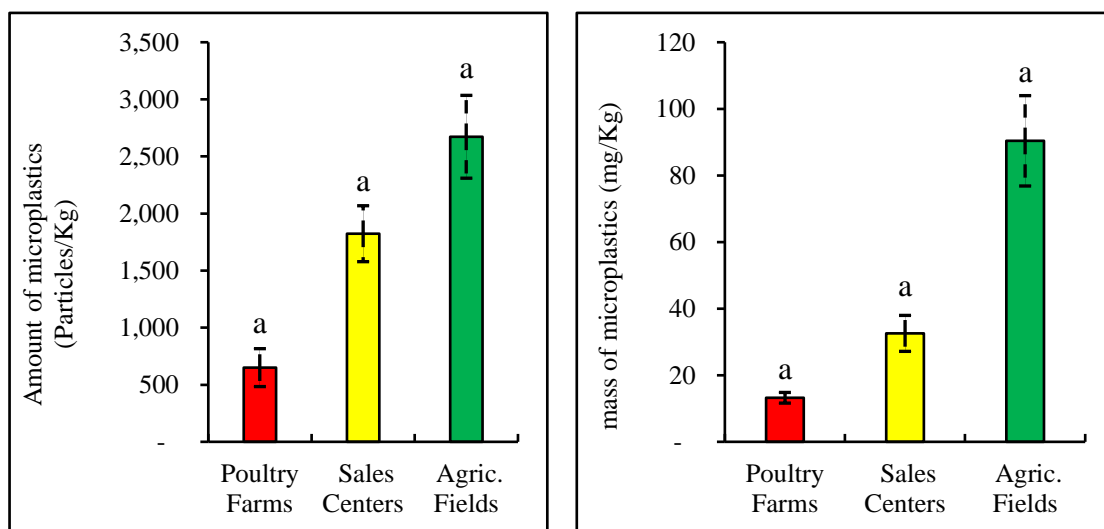 Amount of microplastics
(Particles/Kg)
3,500
3,000
2,500
2,000
1,500
1,000
500
-
a
a
a
Poultry
Farms
Sales
Centers
Agric.
Fields
mass of microplastics (mg/Kg)
120
100
80
60
40
20
-
a
a
a
Poultry
Farms
Sales
Centers
Agric.
Fields